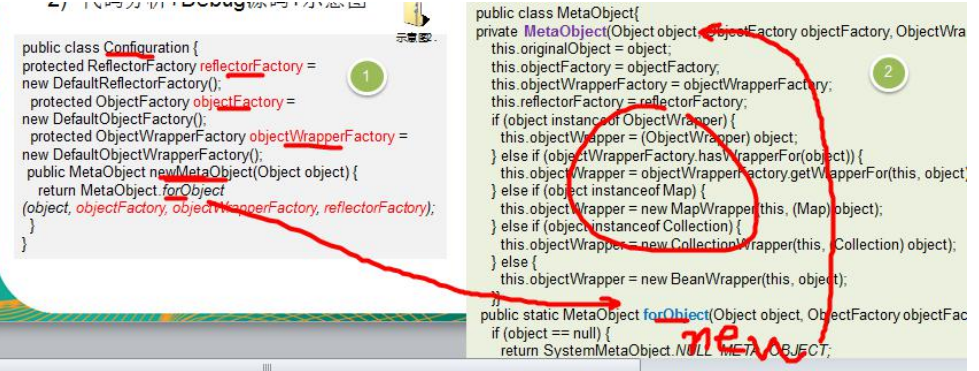 2) 代码分析+Debug源码+示意图
示意图2.
public class Configuration {
protected ReflectorFactory reflectorFactory =
new DefaultReflectorFactory();
protected ObjectFactory objectFactory =
new DefaultObjectFactory();
protected ObjectWrapperFactory objectWrapperFactory =
new DefaultObjectWrapperFactory();
public MetaObject newMetaObject(Object object) {
return MetaObject.forObject
(object, objectFactory, objectWrapperFactory, reflectorFactory);
}
}
1
public class MetaObject{
private MetaObject(Object object, ObjectFactory objectFactory, ObjectWra
this.originalObject = object;
this.objectFactory = objectFactory;
this.objectWrapperFactory = objectWrapperFactory;
this.reflectorFactory = reflectorFactory;
if (object instanceof ObjectWrapper) {
this.objectWrapper = (ObjectWrapper) object;
} else if (objectWrapperFactory.hasWrapperFor(object)) {
this.objectWrapper = objectWrapperFactory.getWrapperFor(this, object)
} else if (object instanceof Map) {
this.objectWrapper = new MapWrapper(this, (Map) object);
} else if (object instanceof Collection) {
this.objectWrapper = new CollectionWrapper(this, (Collection) object);
} else {
this.objectWrapper = new BeanWrapper(this, object);
}}
public static MetaObject forObject(Object object, ObjectFactory objectFac
if (object == null) {
return SystemMetaObject.NULL_META_OBJECT;
2
new